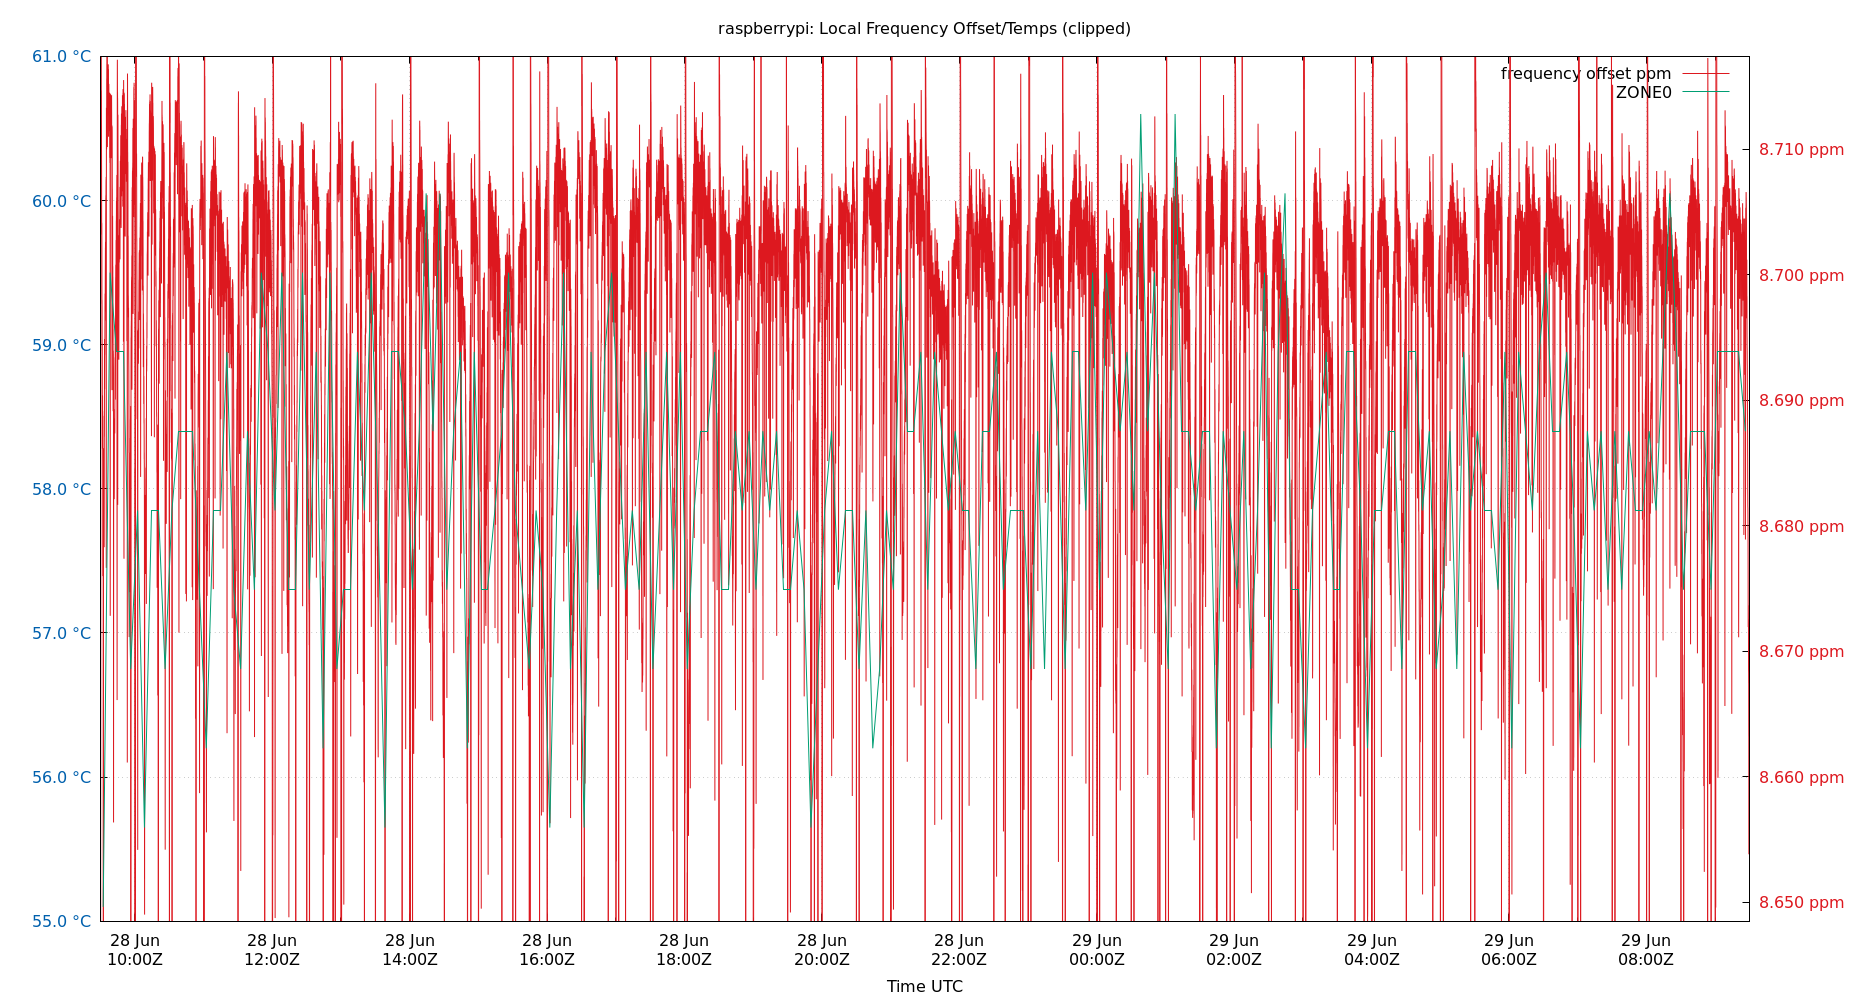 raspberrypi: Local Frequency Offset/Temps (clipped)
61.0 °C
60.0 °C
59.0 °C
58.0 °C
57.0 °C
56.0 °C
55.0 °C
frequency offset ppm
ZONE0
8.710 ppm
8.700 ppm
8.690 ppm
8.680 ppm
8.670 ppm
8.660 ppm
8.650 ppm
28 Jun 28 Jun 28 Jun 28 Jun 28 Jun 28 Jun 28 Jun 29 Jun 29 Jun 29 Jun 29 Jun 29 Jun
10:00Z 12:00Z 14:00Z 16:00Z 18:00Z 20:00Z 22:00Z 00:00Z 02:00Z 04:00Z 06:00Z 08:00Z
Time UTC